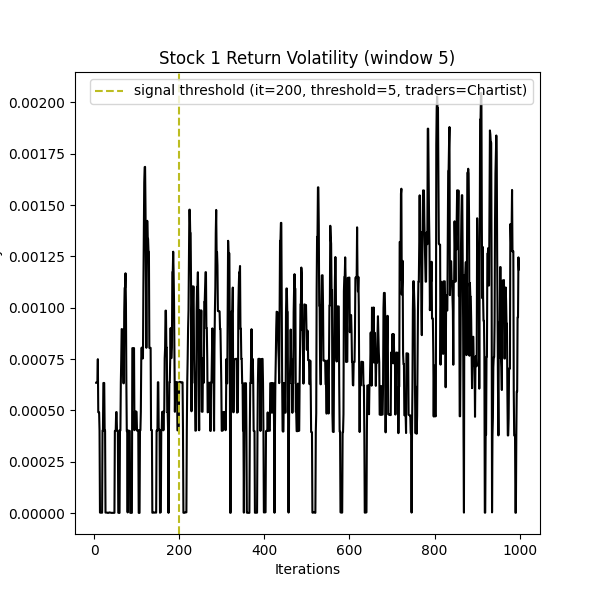 Stock 1 Return Volatility (window 5)
signal threshold (it=200, threshold=5, traders=Chartist)
0.00200
0.00175
0.00150
0.00125
0.00100
0.00075
0.00050
0.00025
0.00000
0 200 400 600 800 1000
Iterations